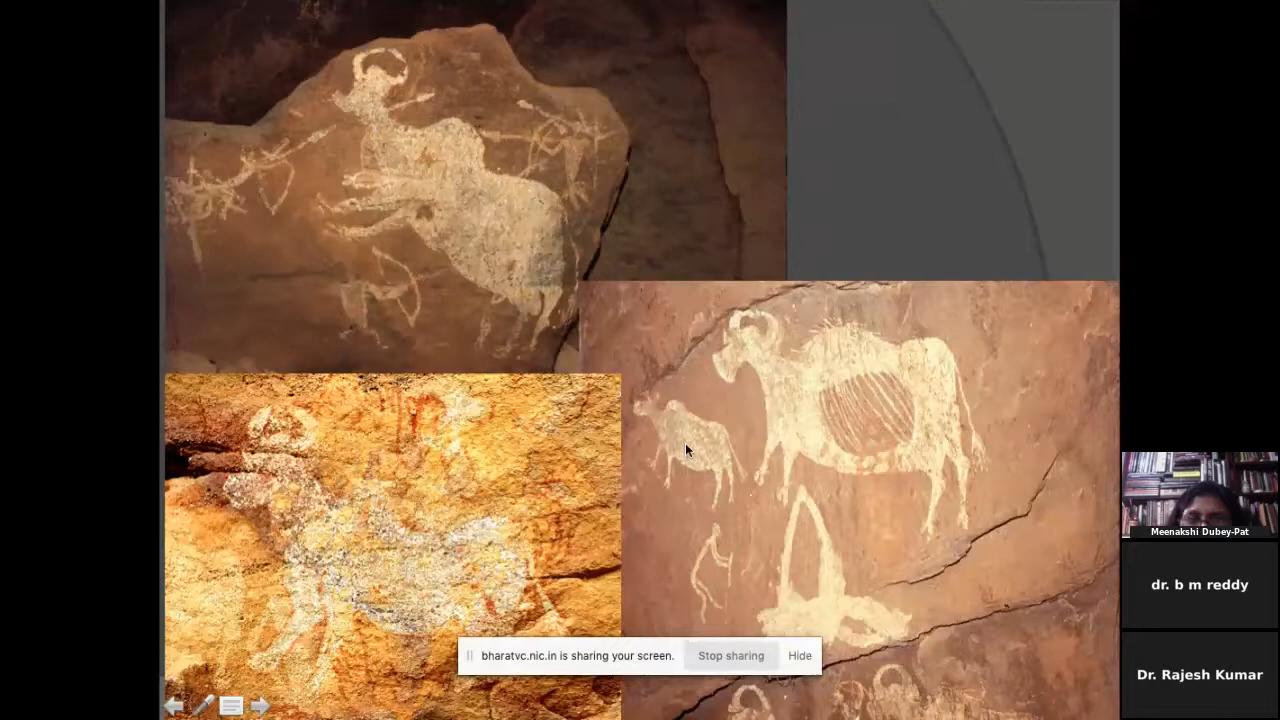 bharatvc.nic.in is sharing your screen.
Stop sharing
Hide
Meenakshi Dubey-Pat
dr. b m reddy
Dr. Rajesh Kumar